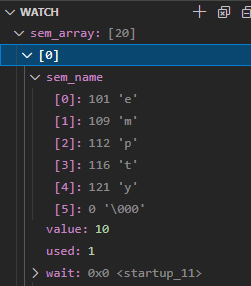 WATCH
sem_array: [20]
[0]
sem_name
[0]: 101 'e'
[1]: 109 'm'
[2]: 112 'p'
[3]: 116 't'
[4]: 121 'y'
[5]: 0 '\000'
value: 10
used: 1
wait: 0x0 <startup_11>